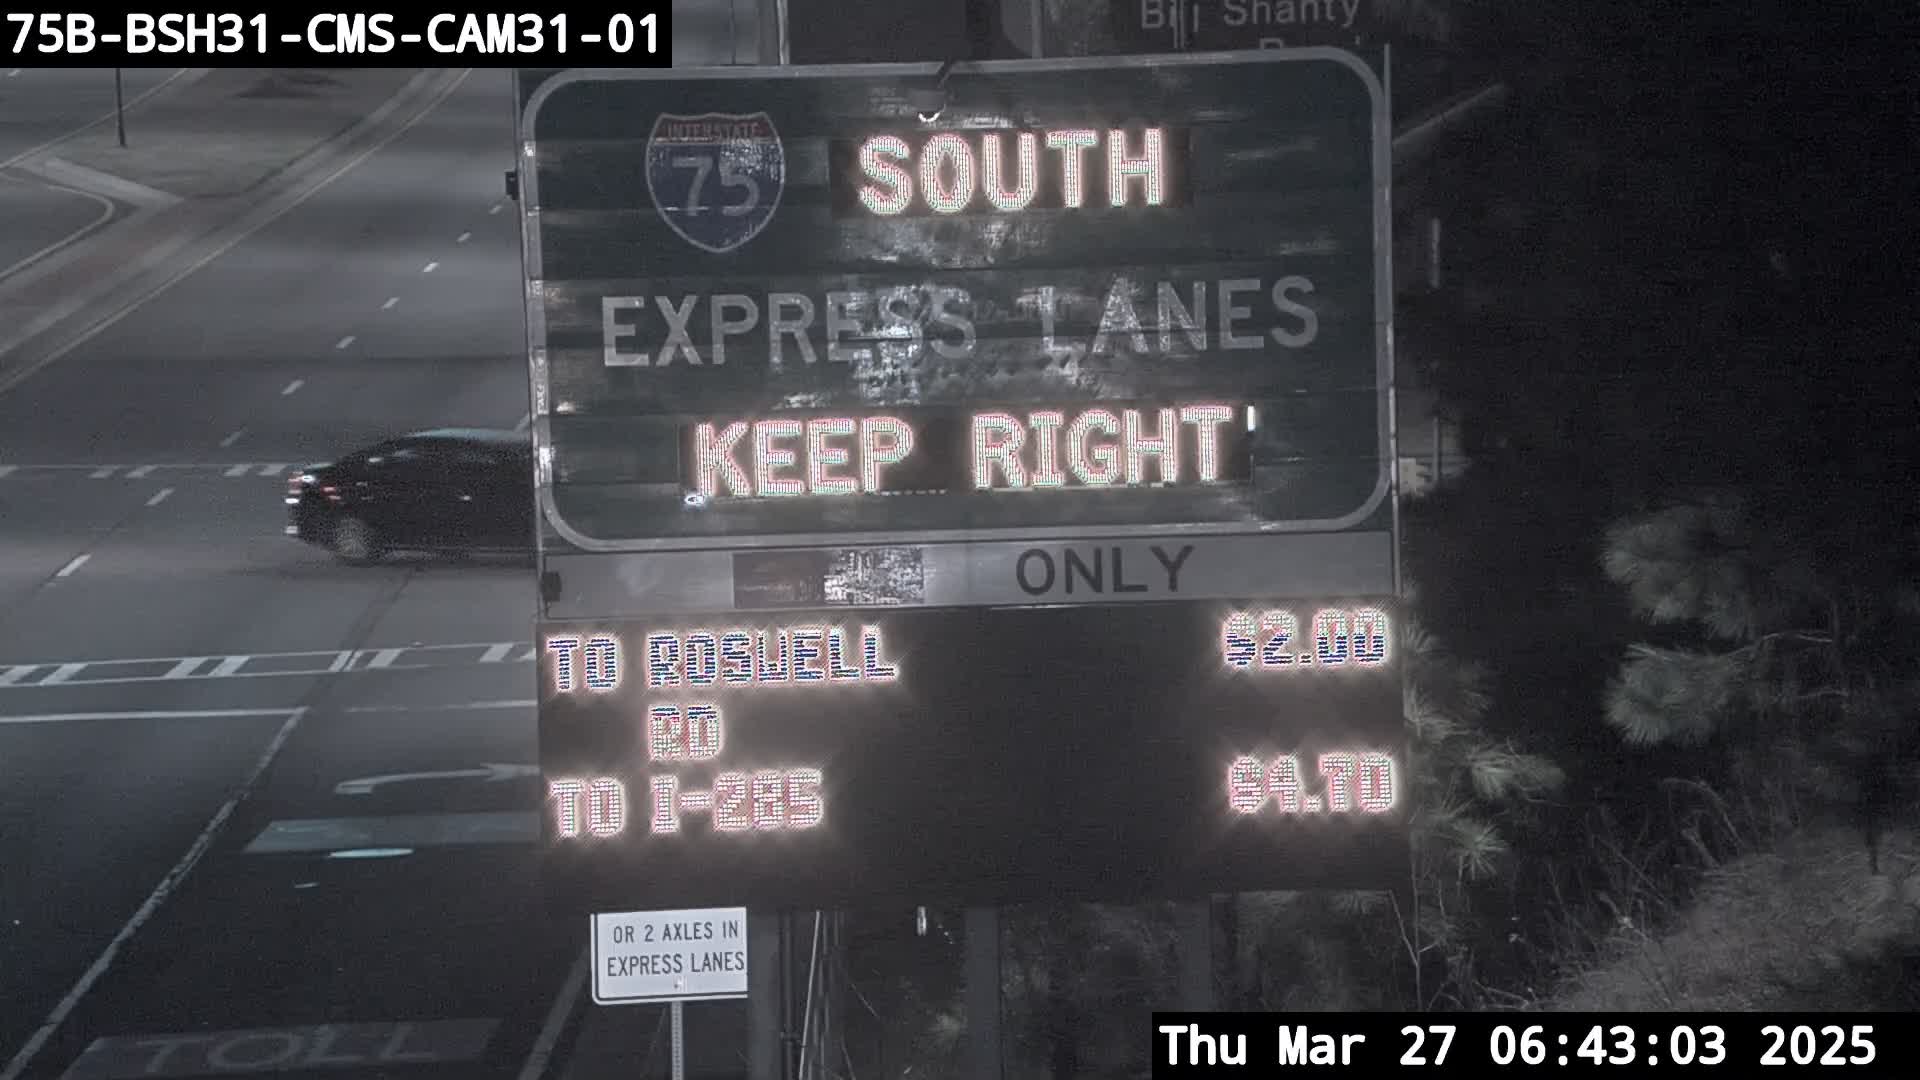 75B-BSH31-CMS-CAM31-01
Shanty
INTERSTATE
75
SOUTH
EXPRESS LANES
KEEP RIGHT
ONLY
TO ROSWELL $2.00
RD
TO I-285 $4.70
OR 2 AXLES IN
EXPRESS LANES
TOLL
Thu Mar 27 06:43:03 2025